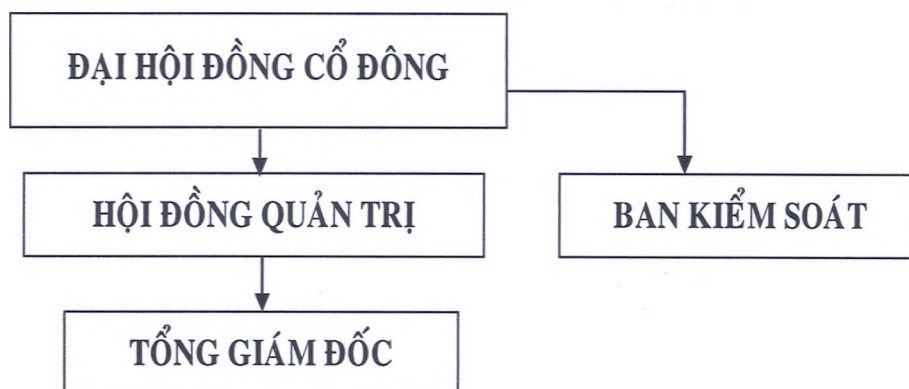 ĐẠI HỘI ĐỒNG CỔ ĐÔNG
HỘI ĐỒNG QUẢN TRỊ
BAN KIỂM SOÁT
TỔNG GIÁM ĐỐC